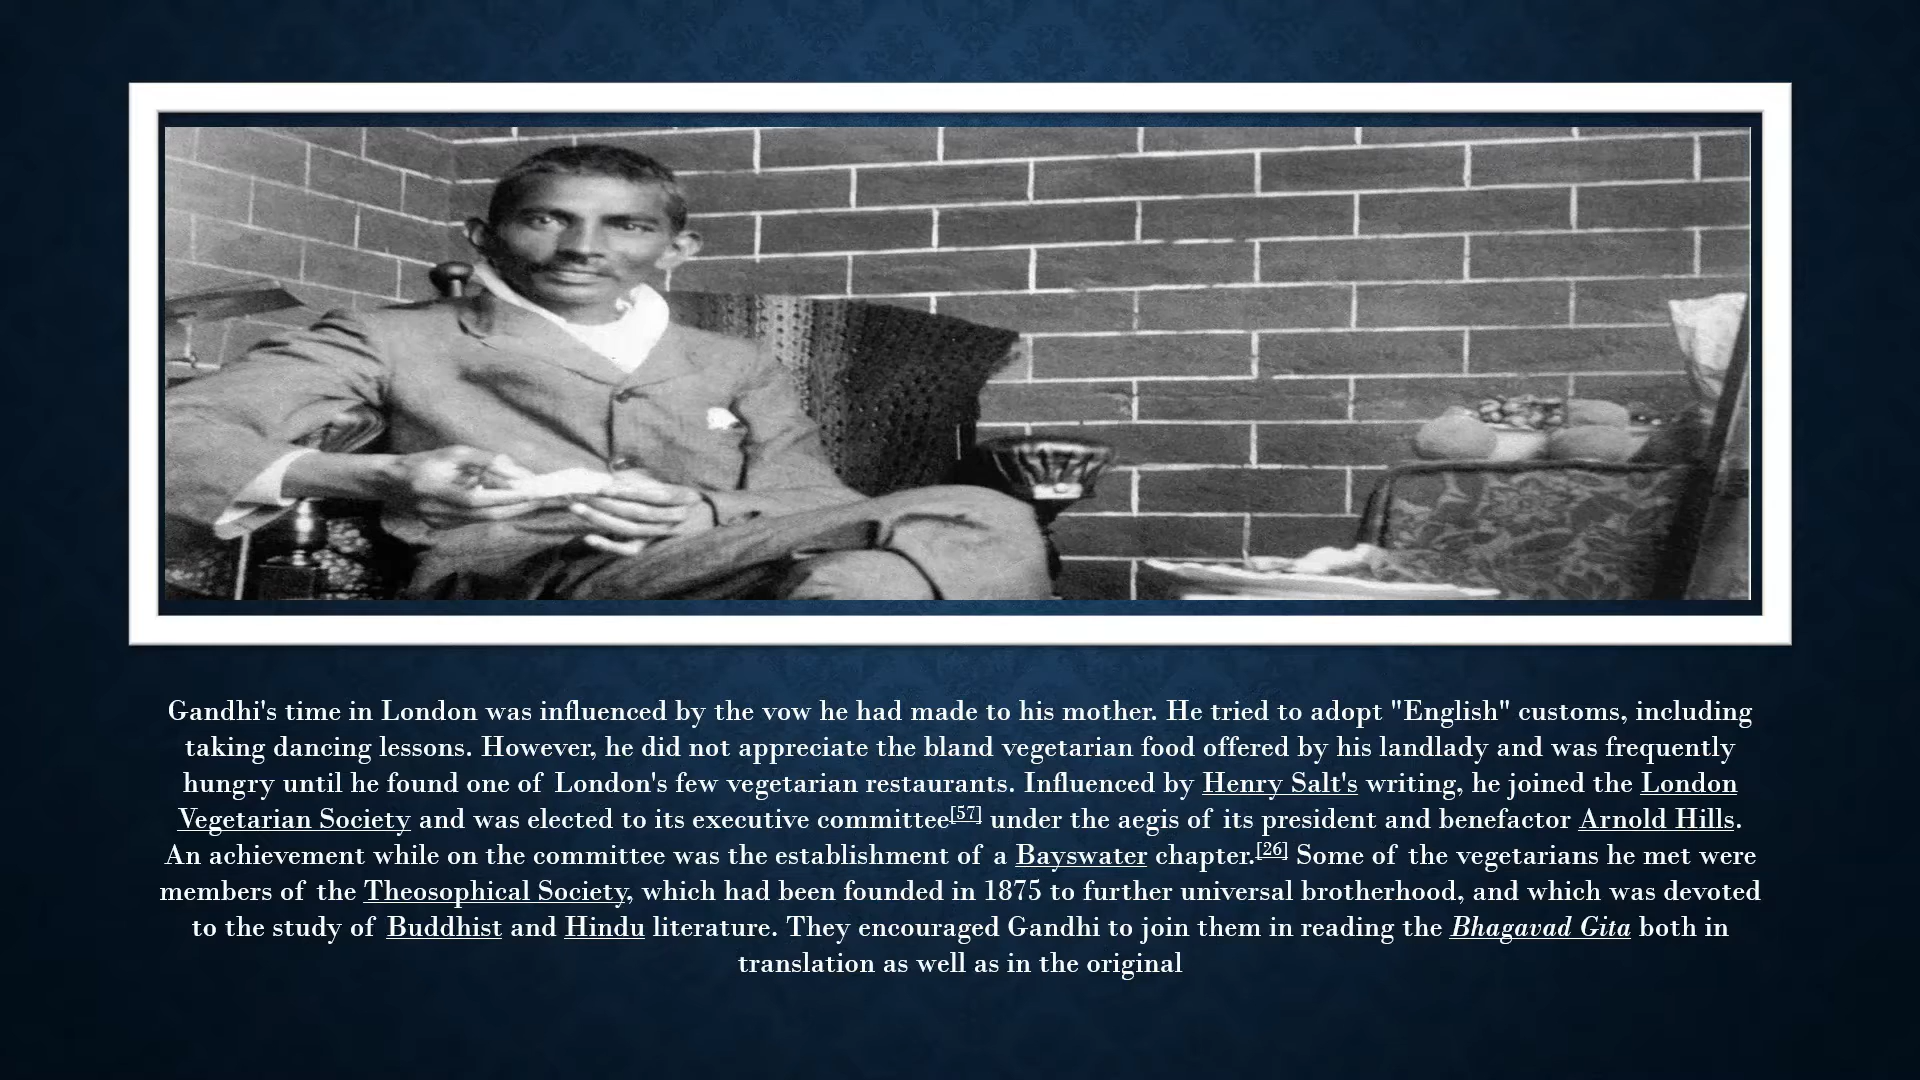 Gandhi's time in London was influenced by the vow he had made to his mother. He tried to adopt "English" customs, including
taking dancing lessons. However, he did not appreciate the bland vegetarian food offered by his landlady and was frequently
hungry until he found one of London's few vegetarian restaurants. Influenced by Henry Salt's writing, he joined the London
Vegetarian Society and was elected to its executive committee[57] under the aegis of its president and benefactor Arnold Hills.
An achievement while on the committee was the establishment of a Bayswater chapter.[26] Some of the vegetarians he met were
members of the Theosophical Society, which had been founded in 1875 to further universal brotherhood, and which was devoted
to the study of Buddhist and Hindu literature. They encouraged Gandhi to join them in reading the Bhagavad Gita both in
translation as well as in the original